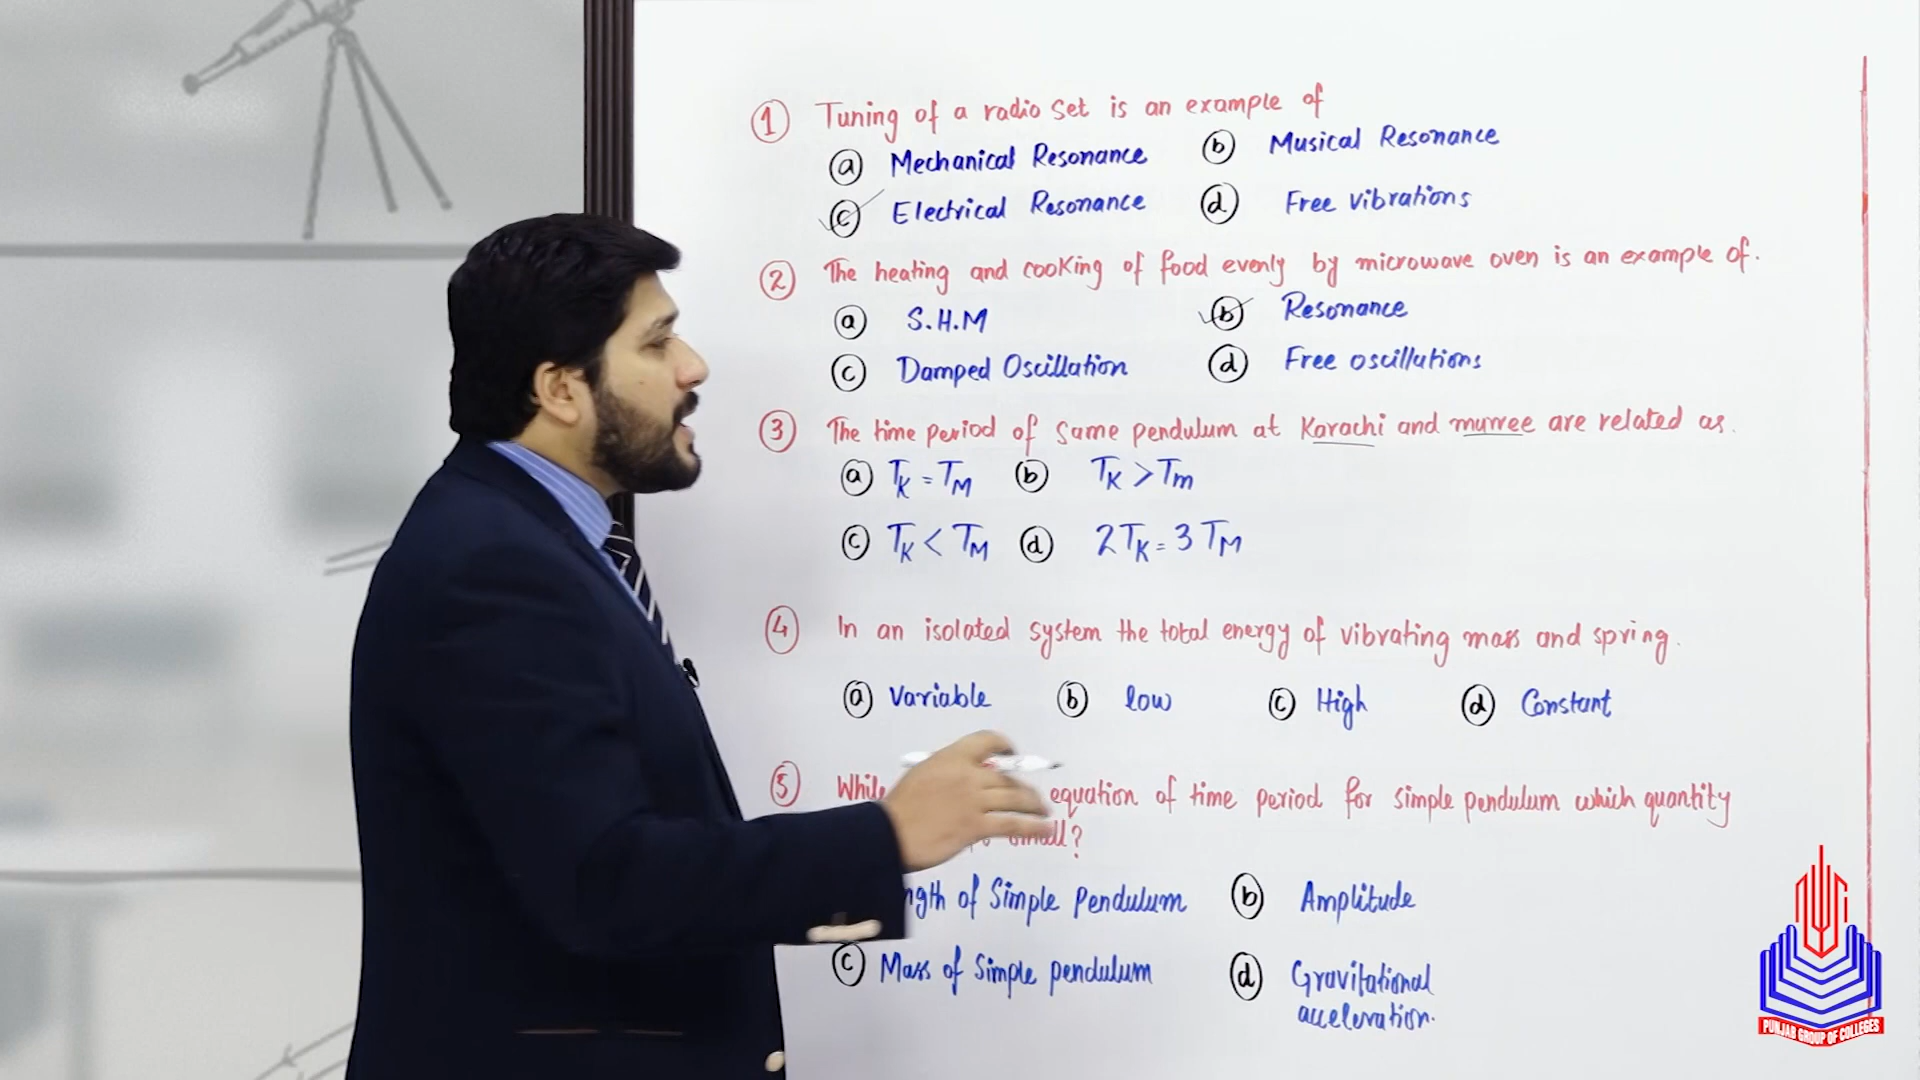 ① Tuning of a radio set is an example of
ⓐ Mechanical Resonance ⓑ Musical Resonance
ⓒ Electrical Resonance ⓓ Free vibrations
② The heating and cooking of food evenly by microwave oven is an example of.
ⓐ S.H.M ⓑ Resonance
ⓒ Damped Oscillation ⓓ Free oscillations
③ The time period of same pendulum at Karachi and murree are related as.
ⓐ TK = TM ⓑ TK > Tm
ⓒ TK < TM ⓓ 2TK = 3TM
④ In an isolated system the total energy of vibrating mass and spring.
ⓐ Variable ⓑ low ⓒ High ⓓ Constant
⑤ While equation of time period for simple pendulum which quantity
small?
ngth of Simple Pendulum ⓑ Amplitude
ⓒ Mass of Simple pendulum ⓓ Gravitational
acceleration.
PUNJAB GROUP OF COLLEGES